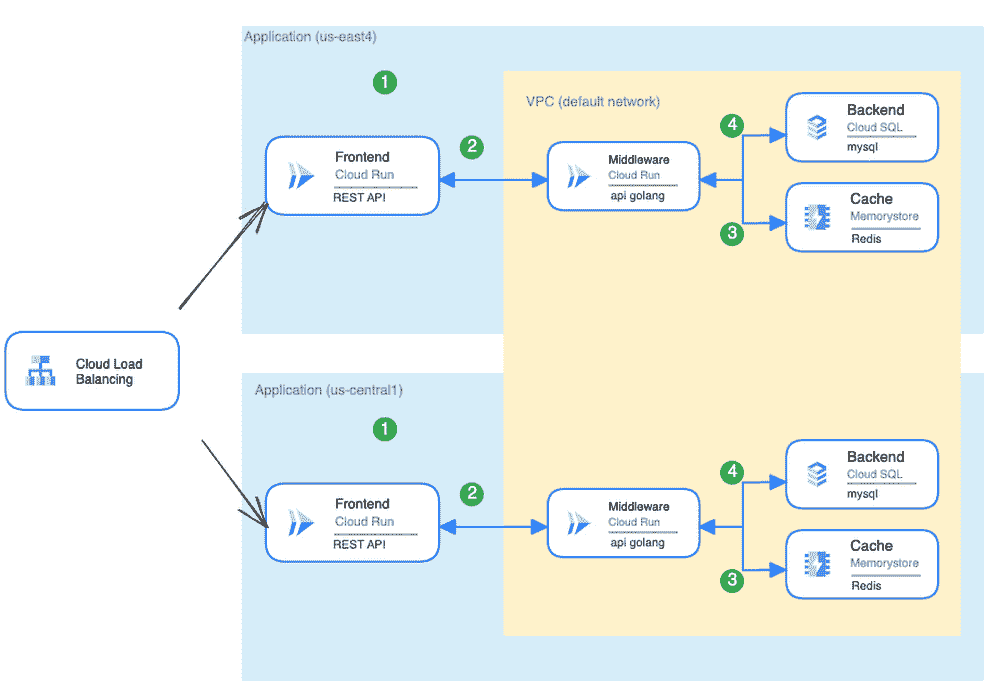 Application (us-east4)
1
VPC (default network)
Frontend
Cloud Run
REST API
2
Middleware
Cloud Run
api golang
4
Backend
Cloud SQL
mysql
3
Cache
Memorystore
Redis
Cloud Load
Balancing
Application (us-central1)
1
Frontend
Cloud Run
REST API
2
Middleware
Cloud Run
api golang
4
Backend
Cloud SQL
mysql
3
Cache
Memorystore
Redis